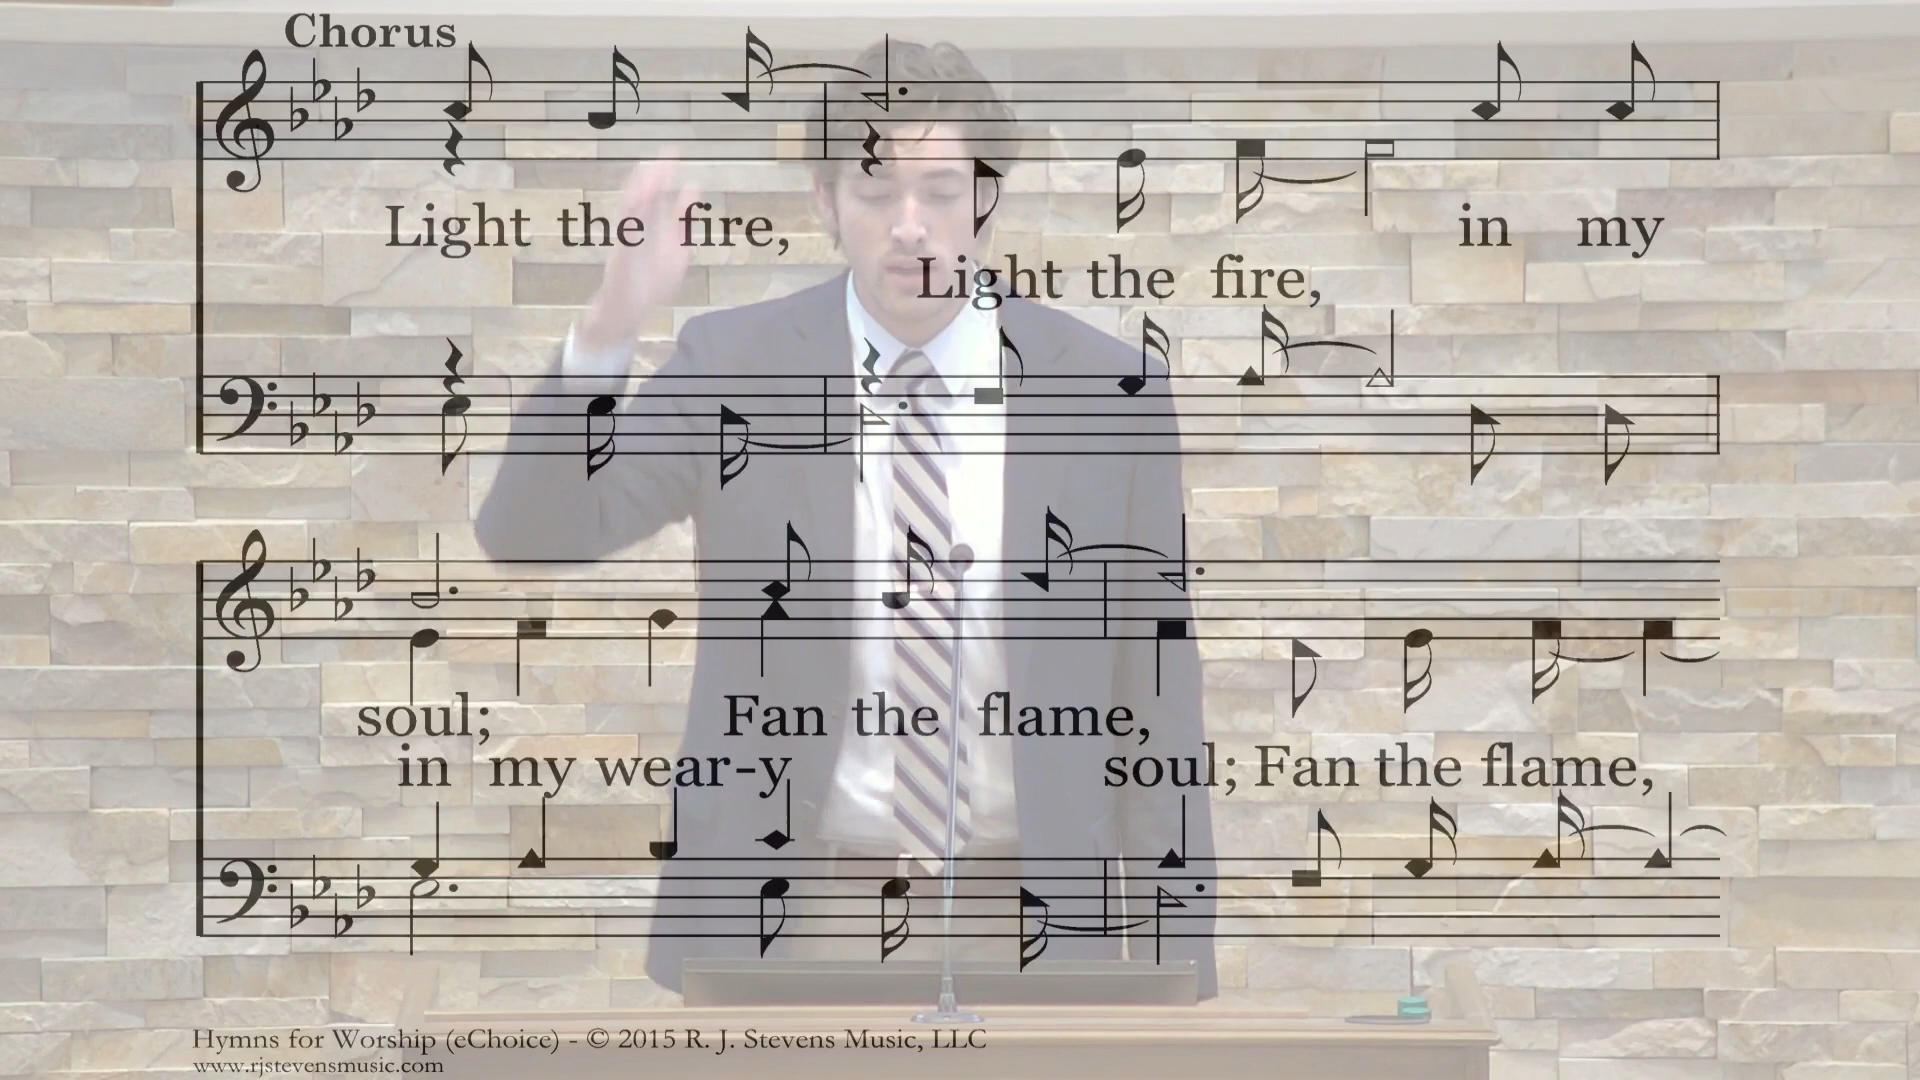 Chorus
Light the fire, in my
Light the fire,
soul; Fan the flame,
in my wear-y soul; Fan the flame,
Hymns for Worship (eChoice) - © 2015 R. J. Stevens Music, LLC
www.rjstevensmusic.com